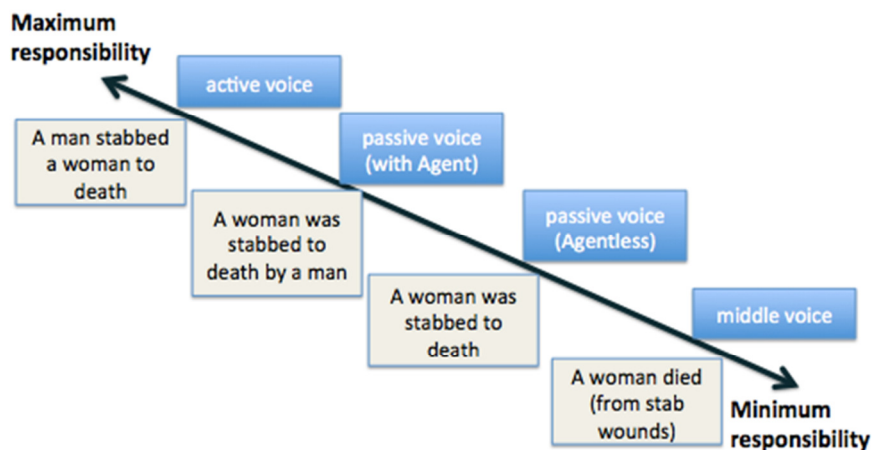 Maximum
responsibility
active voice
A man stabbed
a woman to
death
passive voice
(with Agent)
A woman was
stabbed to
death by a man
passive voice
(Agentless)
A woman was
stabbed to
death
middle voice
A woman died
(from stab
wounds)
Minimum
responsibility